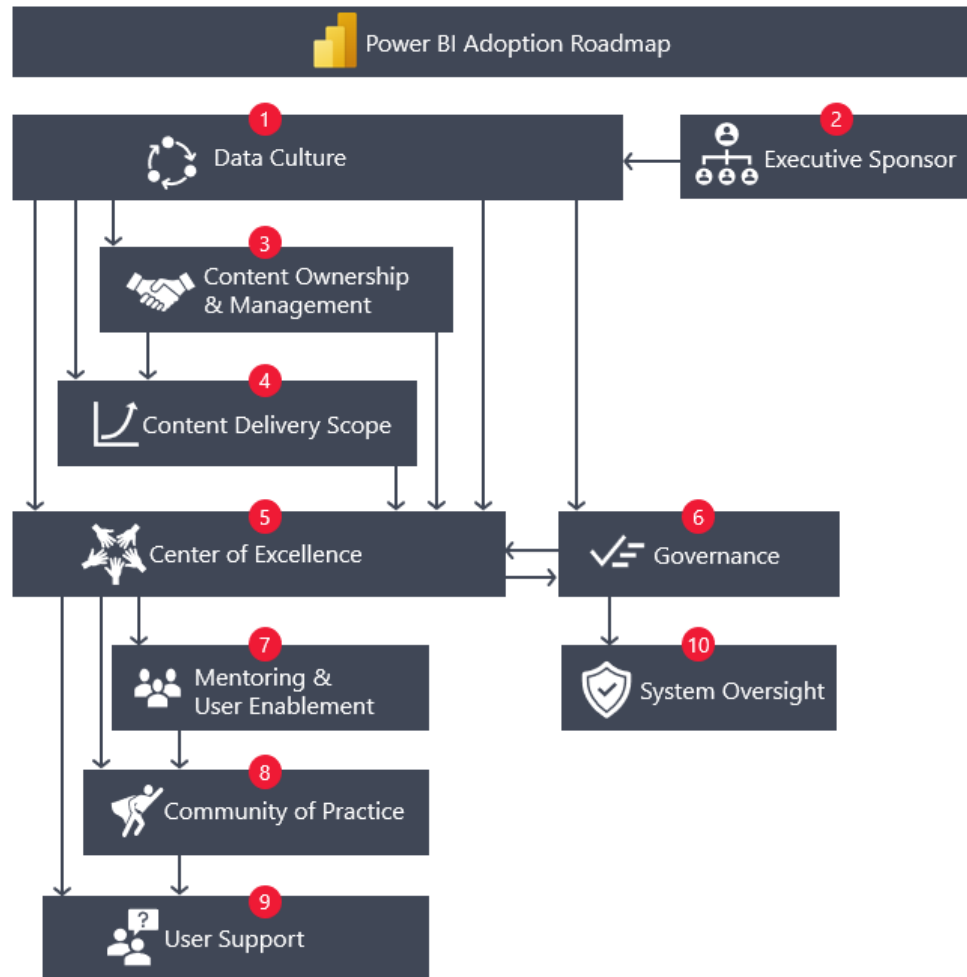 Power BI Adoption Roadmap
1
Data Culture
2
Executive Sponsor
3
Content Ownership
& Management
4
Content Delivery Scope
5
Center of Excellence
6
Governance
7
Mentoring &
User Enablement
10
System Oversight
8
Community of Practice
9
?
User Support